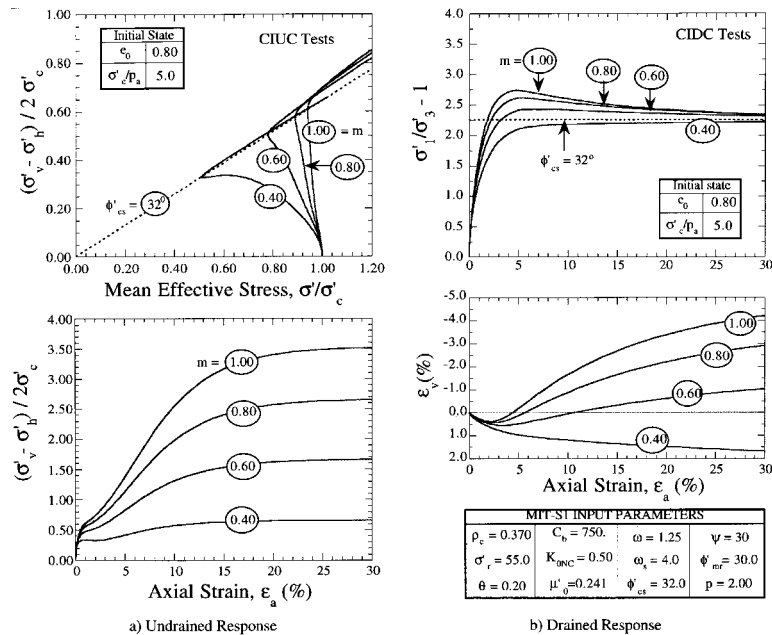 CIUC Tests
Initial State
e₀ 0.80
σ'c/pa 5.0
(σ'v - σ'h) / 2 σ'c
1.00
0.80
0.60
0.40
0.20
0.00
1.00 = m
0.80
0.60
0.40
φ'cs = 32⁰
0.00 0.20 0.40 0.60 0.80 1.00 1.20
Mean Effective Stress, σ'/σ'c
(σ'v - σ'h) / 2σ'c
4.00
3.50
3.00
2.50
2.00
1.50
1.00
0.50
0.00
m = 1.00
0.80
0.60
0.40
0 5 10 15 20 25 30
Axial Strain, εa (%)
a) Undrained Response
CIDC Tests
σ'1/σ'3 - 1
4.0
3.5
3.0
2.5
2.0
1.5
1.0
0.5
0.0
m = 1.00
0.80
0.60
0.40
φ'cs = 32°
Initial state
e₀ 0.80
σ'c/pa 5.0
0 5 10 15 20 25 30
εv(%)
-5.0
-4.0
-3.0
-2.0
-1.0
0.0
1.0
2.0
1.00
0.80
0.60
0.40
0 5 10 15 20 25 30
Axial Strain, εa (%)
MIT-S1 INPUT PARAMETERS
ρc = 0.370 Cb = 750. ω = 1.25 ψ = 30
σ'r = 55.0 K0NC = 0.50 ωs = 4.0 φ'mr = 30.0
θ = 0.20 μ'0 =0.241 φ'cs = 32.0 p = 2.00
b) Drained Response